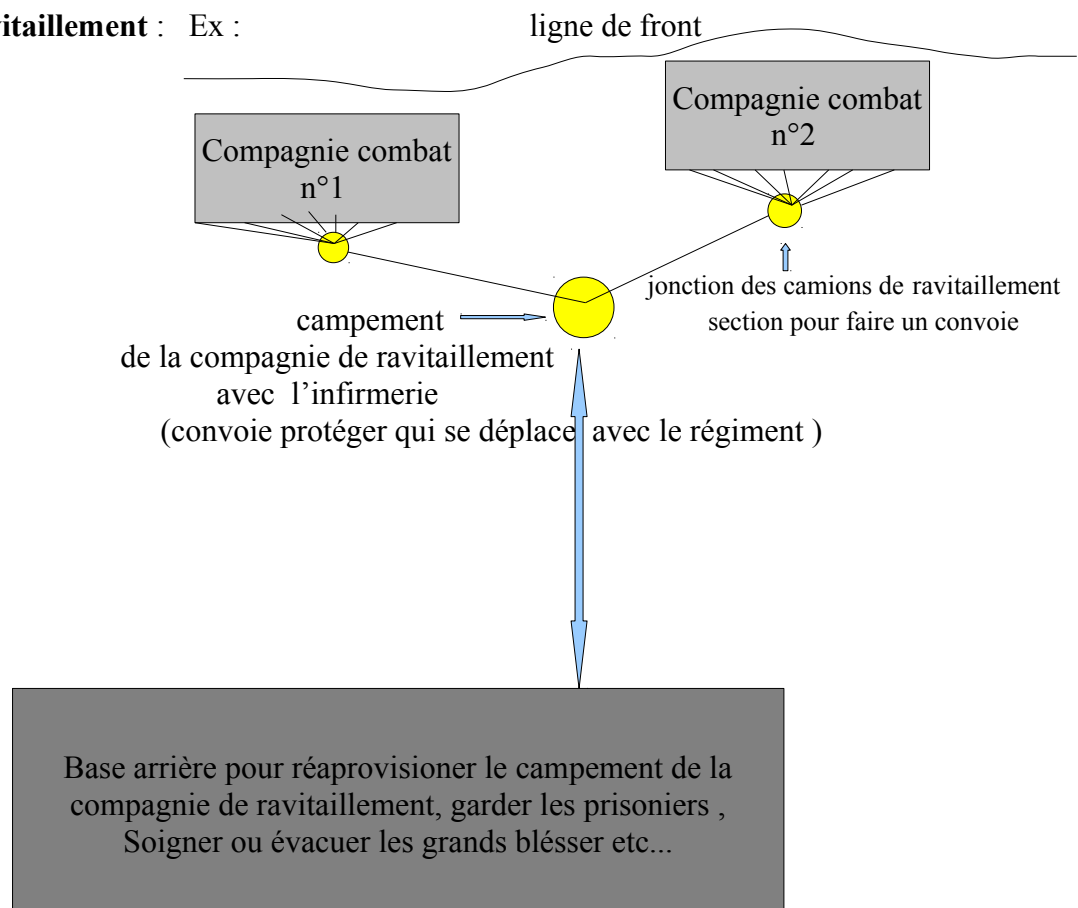 vitaillement : Ex :
ligne de front
Compagnie combat
n°2
Compagnie combat
n°1
jonction des camions de ravitaillement
section pour faire un convoie
campement
de la compagnie de ravitaillement
avec l’infirmerie
(convoie protéger qui se déplace avec le régiment )
Base arrière pour réaprovisioner le campement de la
compagnie de ravitaillement, garder les prisoniers ,
Soigner ou évacuer les grands blésser etc...